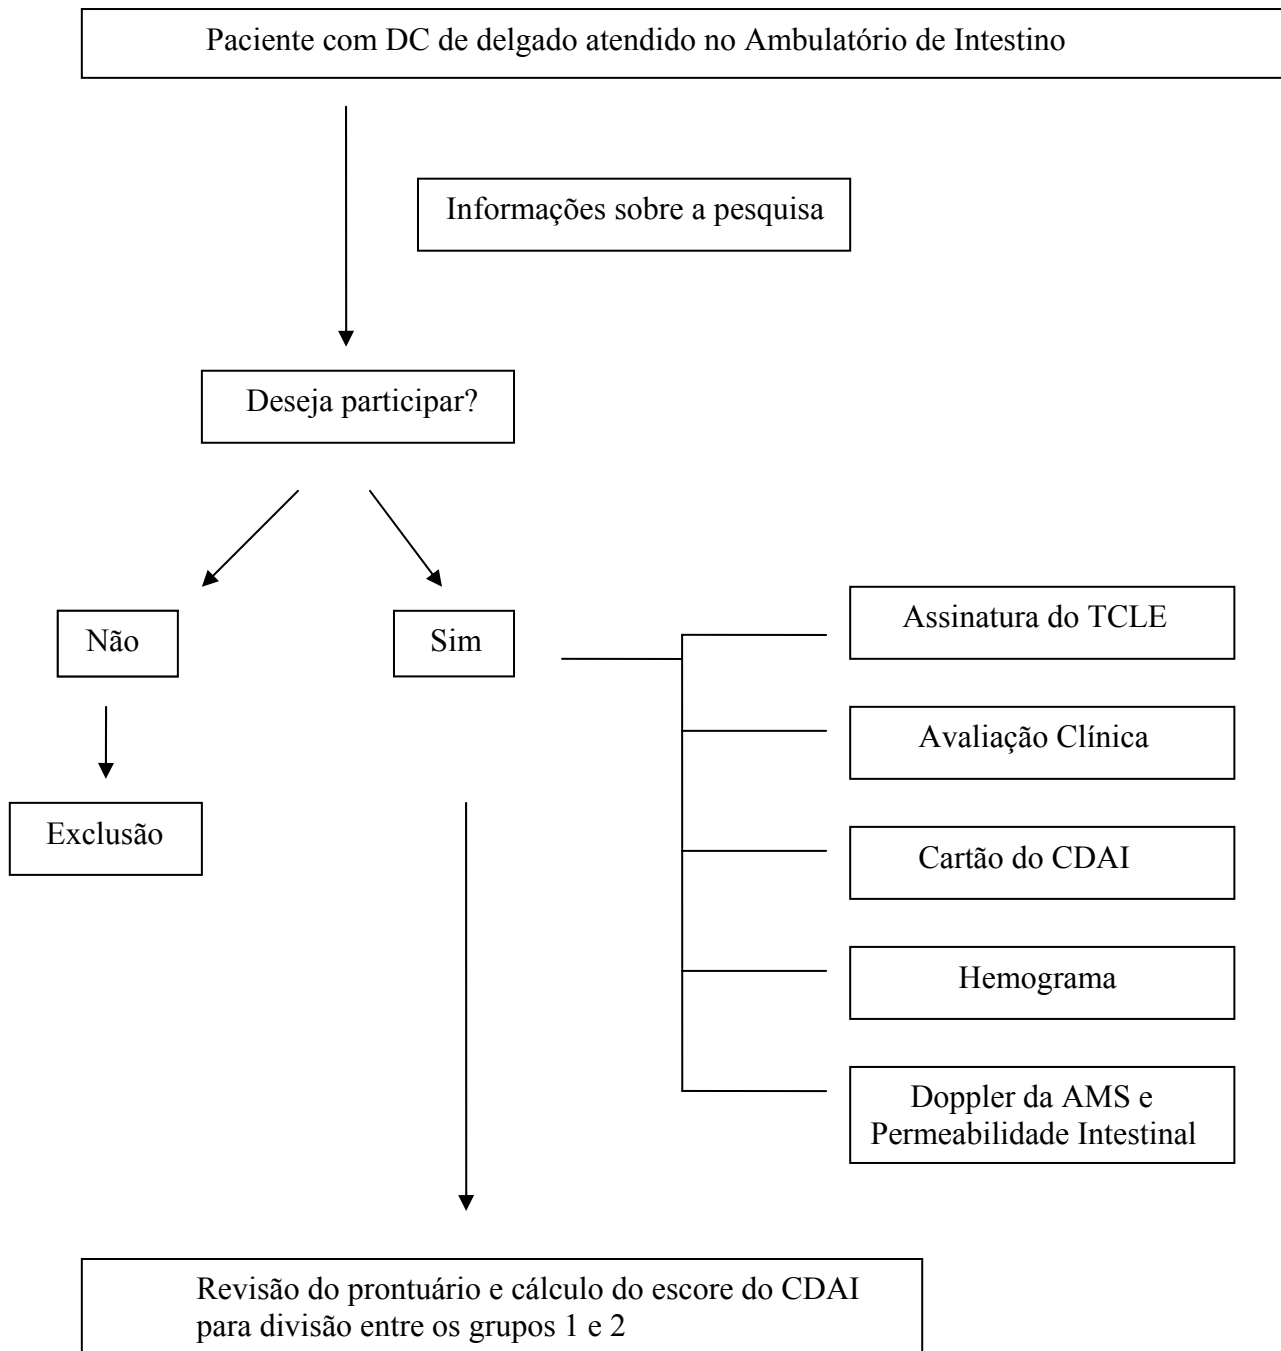 Paciente com DC de delgado atendido no Ambulatório de Intestino
Informações sobre a pesquisa
Deseja participar?
Não
Sim
Exclusão
Assinatura do TCLE
Avaliação Clínica
Cartão do CDAI
Hemograma
Doppler da AMS e
Permeabilidade Intestinal
Revisão do prontuário e cálculo do escore do CDAI
para divisão entre os grupos 1 e 2